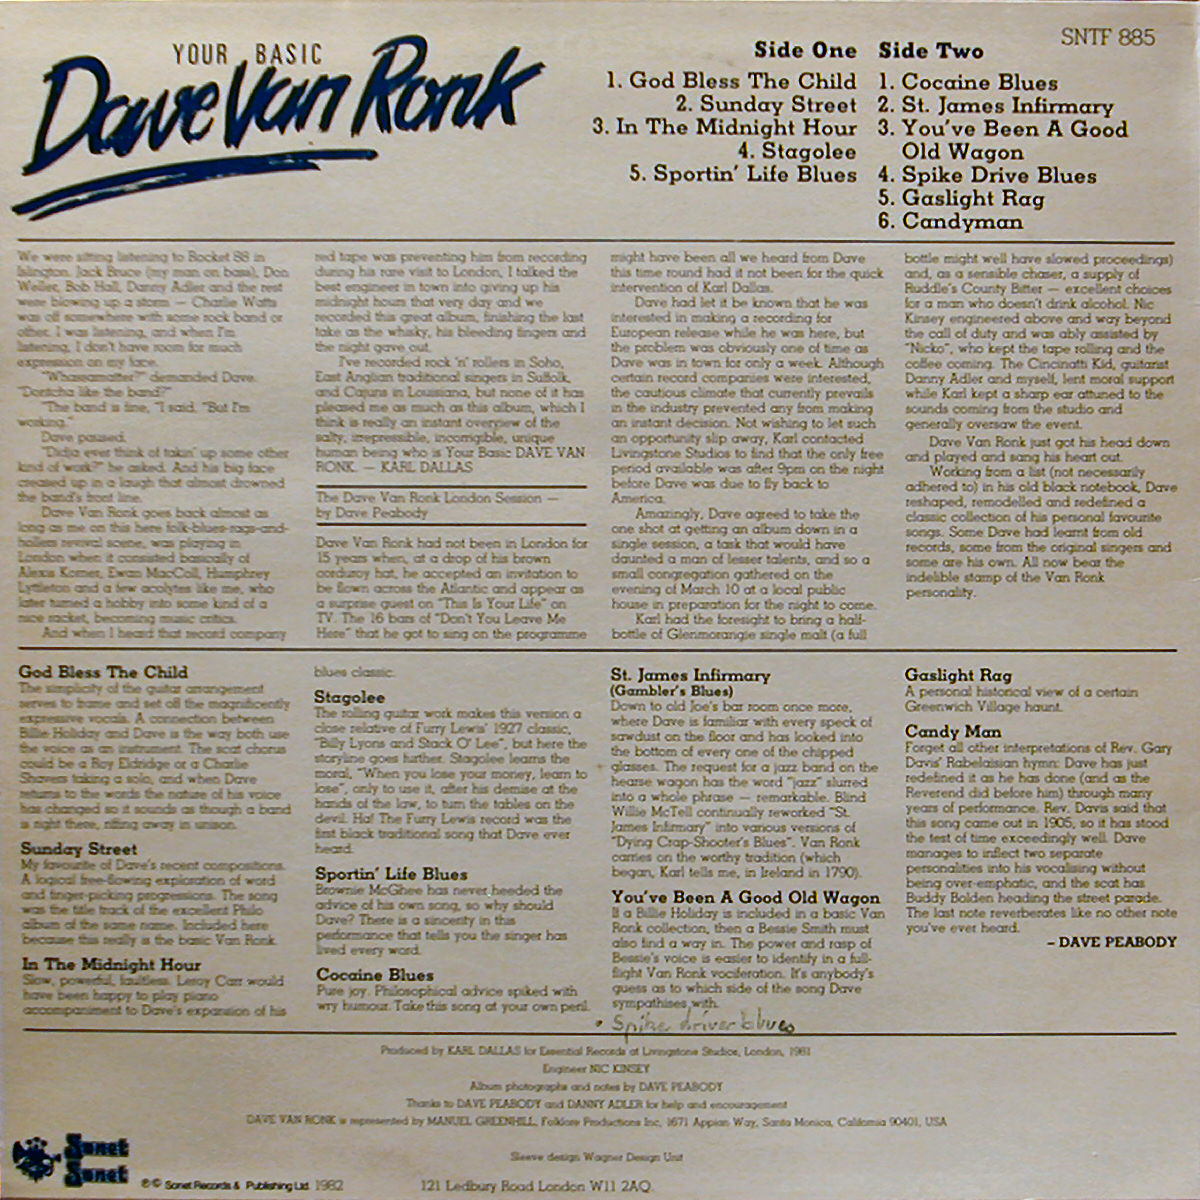 YOUR BASIC
Dave Van Ronk
SNTF 885
Side One
1. God Bless The Child
2. Sunday Street
3. In The Midnight Hour
4. Stagolee
5. Sportin' Life Blues
Side Two
1. Cocaine Blues
2. St. James Infirmary
3. You've Been A Good
Old Wagon
4. Spike Drive Blues
5. Gaslight Rag
6. Candyman
We were sitting listening to Rocket 88 in
Islington. Jack Bruce (my man on bass), Don
Weller, Bob Hall, Danny Adler and the rest
were blowing up a storm — Charlie Watts
was off somewhere with some rock band or
other. I was listening, and when I'm
listening, I don't have room for much
expression on my face.
"Whassamatter?" demanded Dave.
"Dontcha like the band?"
"The band is fine, "I said. "But I'm
working."
Dave paused.
"Didja ever think of takin' up some other
kind of work?" he asked. And his big face
creased up in a laugh that almost drowned
the band's front line.
Dave Van Ronk goes back almost as
long as me on this here folk-blues-rags-and-
hollers revival scene, was playing in
London when it consisted basically of
Alexis Korner, Ewan MacColl, Humphrey
Lyttleton and a few acolytes like me, who
later turned a hobby into some kind of a
nice racket, becoming music critics.
And when I heard that record company
red tape was preventing him from recording
during his rare visit to London, I talked the
best engineer in town into giving up his
midnight hours that very day and we
recorded this great album, finishing the last
take as the whisky, his bleeding fingers and
the night gave out.
I've recorded rock 'n' rollers in Soho,
East Anglian traditional singers in Suffolk,
and Cajuns in Louisiana, but none of it has
pleased me as much as this album, which I
think is really an instant overview of the
salty, irrepressible, incorrigible, unique
human being who is Your Basic DAVE VAN
RONK. — KARL DALLAS
The Dave Van Ronk London Session —
by Dave Peabody
Dave Van Ronk had not been in London for
15 years when, at a drop of his brown
corduroy hat, he accepted an invitation to
be flown across the Atlantic and appear as
a surprise guest on "This Is Your Life" on
TV. The 16 bars of "Don't You Leave Me
Here" that he got to sing on the programme
might have been all we heard from Dave
this time round had it not been for the quick
intervention of Karl Dallas.
Dave had let it be known that he was
interested in making a recording for
European release while he was here, but
the problem was obviously one of time as
Dave was in town for only a week. Although
certain record companies were interested,
the cautious climate that currently prevails
in the industry prevented any from making
an instant decision. Not wishing to let such
an opportunity slip away, Karl contacted
Livingstone Studios to find that the only free
period available was after 9pm on the night
before Dave was due to fly back to
America.
Amazingly, Dave agreed to take the
one shot at getting an album down in a
single session, a task that would have
daunted a man of lesser talents, and so a
small congregation gathered on the
evening of March 10 at a local public
house in preparation for the night to come.
Karl had the foresight to bring a half-
bottle of Glenmorangie single malt (a full
bottle might well have slowed proceedings)
and, as a sensible chaser, a supply of
Ruddle's County Bitter — excellent choices
for a man who doesn't drink alcohol. Nic
Kinsey engineered above and way beyond
the call of duty and was ably assisted by
"Nicko", who kept the tape rolling and the
coffee coming. The Cincinatti Kid, guitarist
Danny Adler and myself, lent moral support
while Karl kept a sharp ear attuned to the
sounds coming from the studio and
generally oversaw the event.
Dave Van Ronk just got his head down
and played and sang his heart out.
Working from a list (not necessarily
adhered to) in his old black notebook, Dave
reshaped, remodelled and redefined a
classic collection of his personal favourite
songs. Some Dave had learnt from old
records, some from the original singers and
some are his own. All now bear the
indelible stamp of the Van Ronk
personality.
God Bless The Child
The simplicity of the guitar arrangement
serves to frame and set off the magnificently
expressive vocals. A connection between
Billie Holiday and Dave is the way both use
the voice as an instrument. The scat chorus
could be a Roy Eldridge or a Charlie
Shavers taking a solo, and when Dave
returns to the words the nature of his voice
has changed so it sounds as though a band
is right there, riffing away in unison.
Sunday Street
My favourite of Dave's recent compositions.
A logical free-flowing exploration of word
and finger-picking progressions. The song
was the title track of the excellent Philo
album of the same name. Included here
because this really is the basic Van Ronk.
In The Midnight Hour
Slow, powerful, faultless. Leroy Carr would
have been happy to play piano
accompaniment to Dave's expansion of his
blues classic.
Stagolee
The rolling guitar work makes this version a
close relative of Furry Lewis' 1927 classic,
"Billy Lyons and Stack O' Lee", but here the
storyline goes further. Stagolee learns the
moral, "When you lose your money, learn to
lose", only to use it, after his demise at the
hands of the law, to turn the tables on the
devil. Ha! The Furry Lewis record was the
first black traditional song that Dave ever
heard.
Sportin' Life Blues
Brownie McGhee has never heeded the
advice of his own song, so why should
Dave? There is a sincerity in this
performance that tells you the singer has
lived every word.
Cocaine Blues
Pure joy. Philosophical advice spiked with
wry humour. Take this song at your own peril.
St. James Infirmary
(Gambler's Blues)
Down to old Joe's bar room once more,
where Dave is familiar with every speck of
sawdust on the floor and has looked into
the bottom of every one of the chipped
glasses. The request for a jazz band on the
hearse wagon has the word "jazz" slurred
into a whole phrase — remarkable. Blind
Willie McTell continually reworked "St.
James Infirmary" into various versions of
"Dying Crap-Shooter's Blues". Van Ronk
carries on the worthy tradition (which
began, Karl tells me, in Ireland in 1790).
You've Been A Good Old Wagon
If a Billie Holiday is included in a basic Van
Ronk collection, then a Bessie Smith must
also find a way in. The power and rasp of
Bessie's voice is easier to identify in a full-
flight Van Ronk vociferation. It's anybody's
guess as to which side of the song Dave
sympathises with.
• Spike driver blues
Gaslight Rag
A personal historical view of a certain
Greenwich Village haunt.
Candy Man
Forget all other interpretations of Rev. Gary
Davis' Rabelaisian hymn: Dave has just
redefined it as he has done (and as the
Reverend did before him) through many
years of performance. Rev. Davis said that
this song came out in 1905, so it has stood
the test of time exceedingly well. Dave
manages to inflect two separate
personalities into his vocalising without
being over-emphatic, and the scat has
Buddy Bolden heading the street parade.
The last note reverberates like no other note
you've ever heard.
– DAVE PEABODY
Produced by KARL DALLAS for Essential Records at Livingstone Studios, London, 1981
Engineer NIC KINSEY
Album photographs and notes by DAVE PEABODY
Thanks to DAVE PEABODY and DANNY ADLER for help and encouragement
DAVE VAN RONK is represented by MANUEL GREENHILL, Folklore Productions Inc, 1671 Appian Way, Santa Monica, California 90401, USA
Sleeve design Wagner Design Unit
Sonet
Sonet
℗ © Sonet Records & Publishing Ltd. 1982
121 Ledbury Road London W11 2AQ.